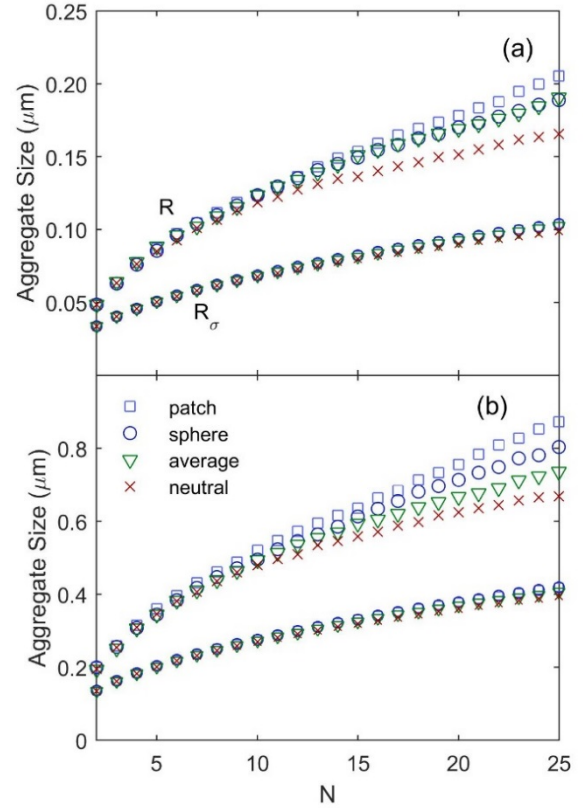 (a)
0.25
0.20
0.15
0.10
0.05
Aggregate Size (μm)
R
Rσ
(b)
patch
sphere
average
neutral
0.8
0.6
0.4
0.2
0
Aggregate Size (μm)
5
10
15
20
25
N